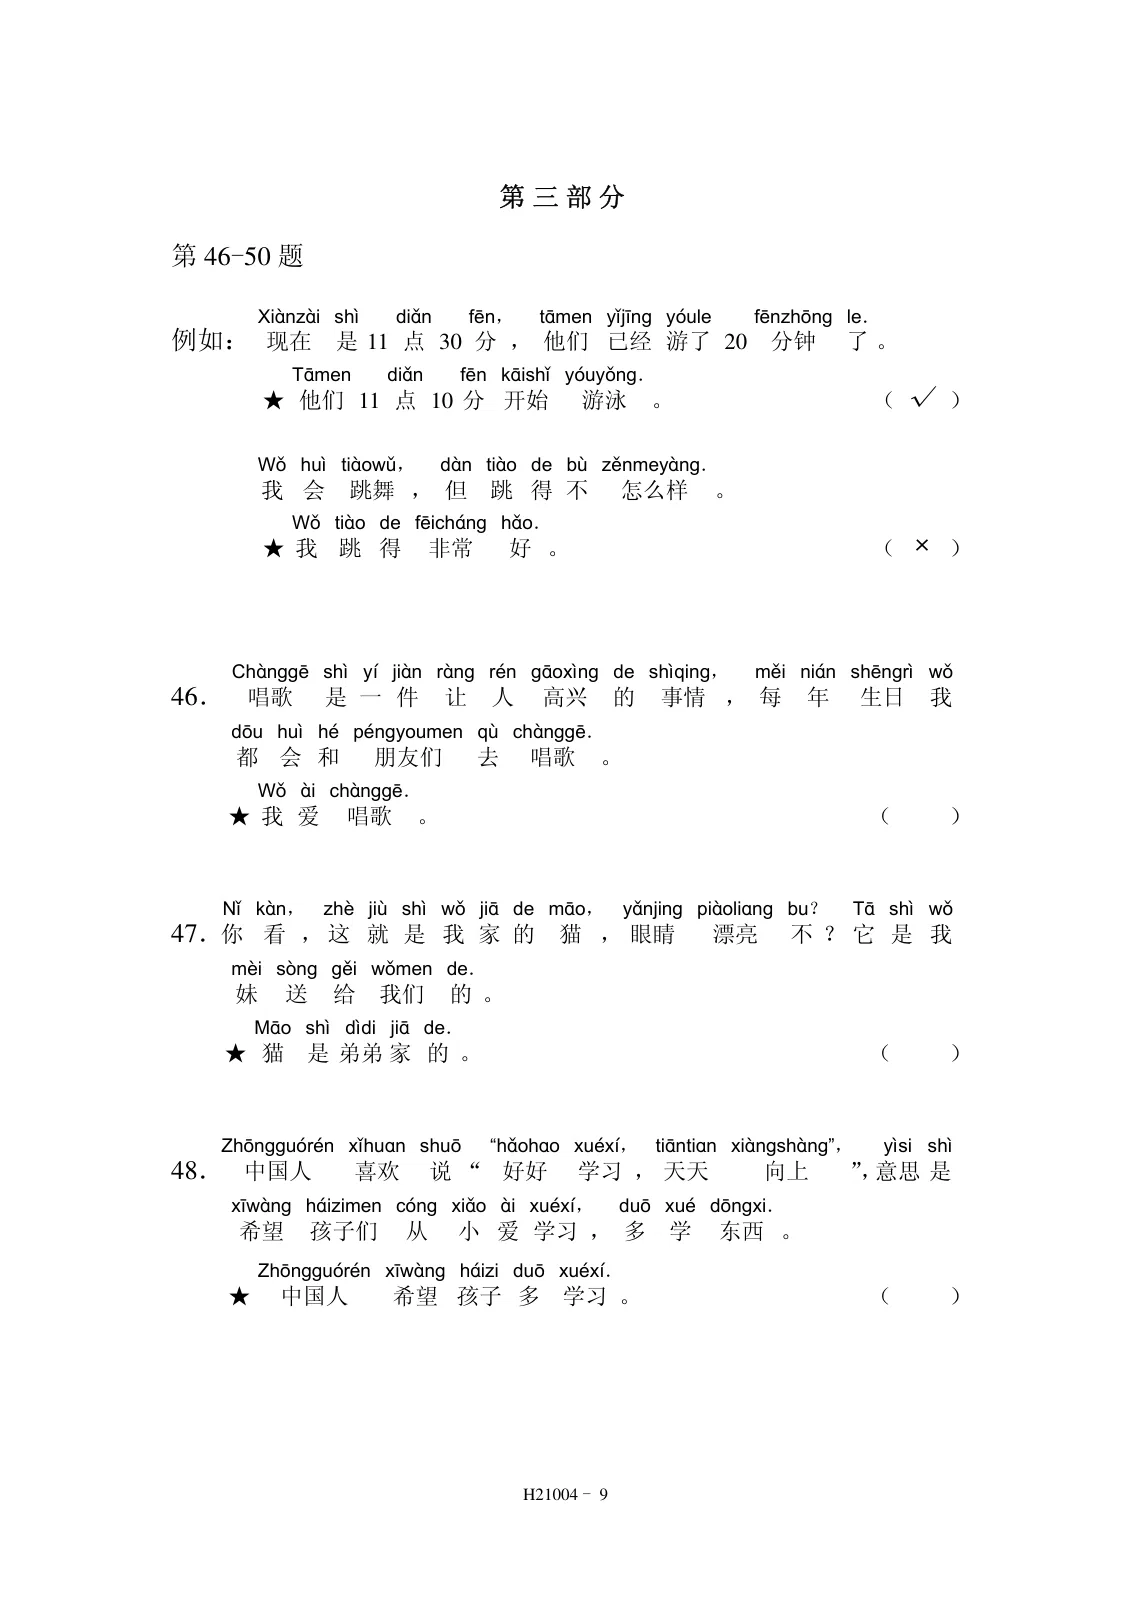 第三部分
第 46-50 题
Xiànzài shì diǎn fēn, tāmen yǐjīng yóule fēnzhōng le.
例如： 现在 是 11 点 30 分 ， 他们 已经 游了 20 分钟 了 。
Tāmen diǎn fēn kāishǐ yóuyǒng.
★ 他们 11 点 10 分 开始 游泳 。 （ √ ）
Wǒ huì tiàowǔ, dàn tiào de bù zěnmeyàng.
我 会 跳舞 ， 但 跳 得 不 怎么样 。
Wǒ tiào de fēicháng hǎo.
★ 我 跳 得 非常 好 。 （ × ）
Chànggē shì yí jiàn ràng rén gāoxìng de shìqing, měi nián shēngrì wǒ
46． 唱歌 是 一 件 让 人 高兴 的 事情 ， 每 年 生日 我
dōu huì hé péngyoumen qù chànggē.
都 会 和 朋友们 去 唱歌 。
Wǒ ài chànggē.
★ 我 爱 唱歌 。 （ ）
Nǐ kàn, zhè jiù shì wǒ jiā de māo, yǎnjing piàoliang bu? Tā shì wǒ
47． 你 看 ，这 就 是 我 家 的 猫 ，眼睛 漂亮 不 ？它 是 我
mèi sòng gěi wǒmen de.
妹 送 给 我们 的 。
Māo shì dìdi jiā de.
★ 猫 是 弟弟 家 的 。 （ ）
Zhōngguórén xǐhuan shuō “hǎohao xuéxí, tiāntian xiàngshàng”, yìsi shì
48． 中国人 喜欢 说 “ 好好 学习 ， 天天 向上 ”，意思 是
xīwàng háizimen cóng xiǎo ài xuéxí, duō xué dōngxi.
希望 孩子们 从 小 爱 学习 ， 多 学 东西 。
Zhōngguórén xīwàng háizi duō xuéxí.
★ 中国人 希望 孩子 多 学习 。 （ ）
H21004 - 9